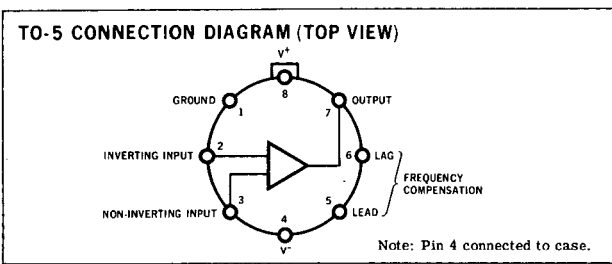 TO-5 CONNECTION DIAGRAM (TOP VIEW)
V+
8
GROUND
1
7
OUTPUT
INVERTING INPUT
2
6
LAG
FREQUENCY
COMPENSATION
NON-INVERTING INPUT
3
5
LEAD
4
V-
Note: Pin 4 connected to case.